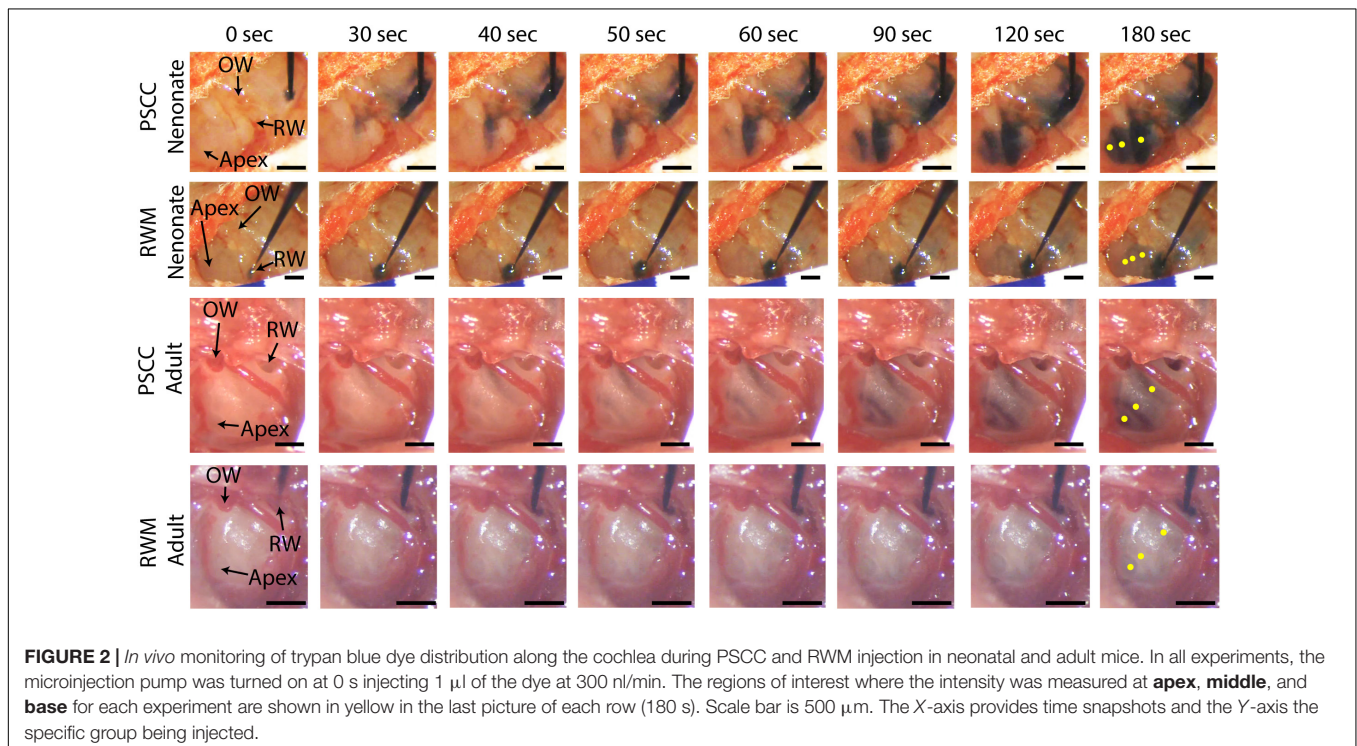 0 sec 30 sec 40 sec 50 sec 60 sec 90 sec 120 sec 180 sec
PSCC
Nenonate
OW
RW
Apex
RWM
Nenonate
Apex
OW
RW
PSCC
Adult
OW
RW
Apex
RWM
Adult
OW
RW
Apex
FIGURE 2 | In vivo monitoring of trypan blue dye distribution along the cochlea during PSCC and RWM injection in neonatal and adult mice. In all experiments, the
microinjection pump was turned on at 0 s injecting 1 μl of the dye at 300 nl/min. The regions of interest where the intensity was measured at apex, middle, and
base for each experiment are shown in yellow in the last picture of each row (180 s). Scale bar is 500 μm. The X-axis provides time snapshots and the Y-axis the
specific group being injected.